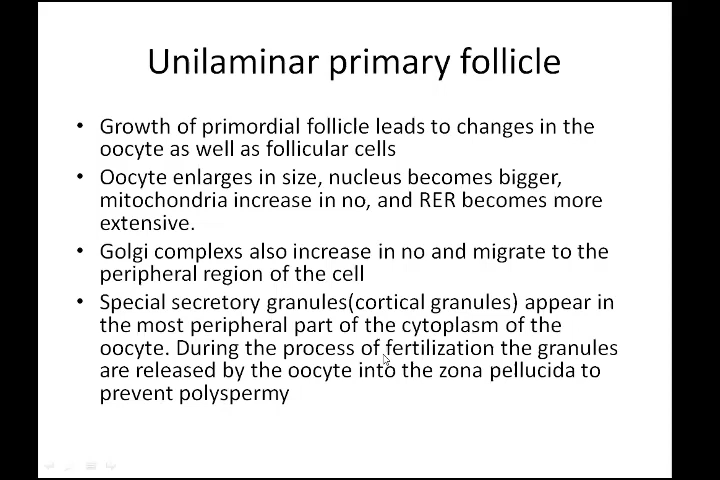 Unilaminar primary follicle
• Growth of primordial follicle leads to changes in the
oocyte as well as follicular cells
• Oocyte enlarges in size, nucleus becomes bigger,
mitochondria increase in no, and RER becomes more
extensive.
• Golgi complexs also increase in no and migrate to the
peripheral region of the cell
• Special secretory granules(cortical granules) appear in
the most peripheral part of the cytoplasm of the
oocyte. During the process of fertilization the granules
are released by the oocyte into the zona pellucida to
prevent polyspermy